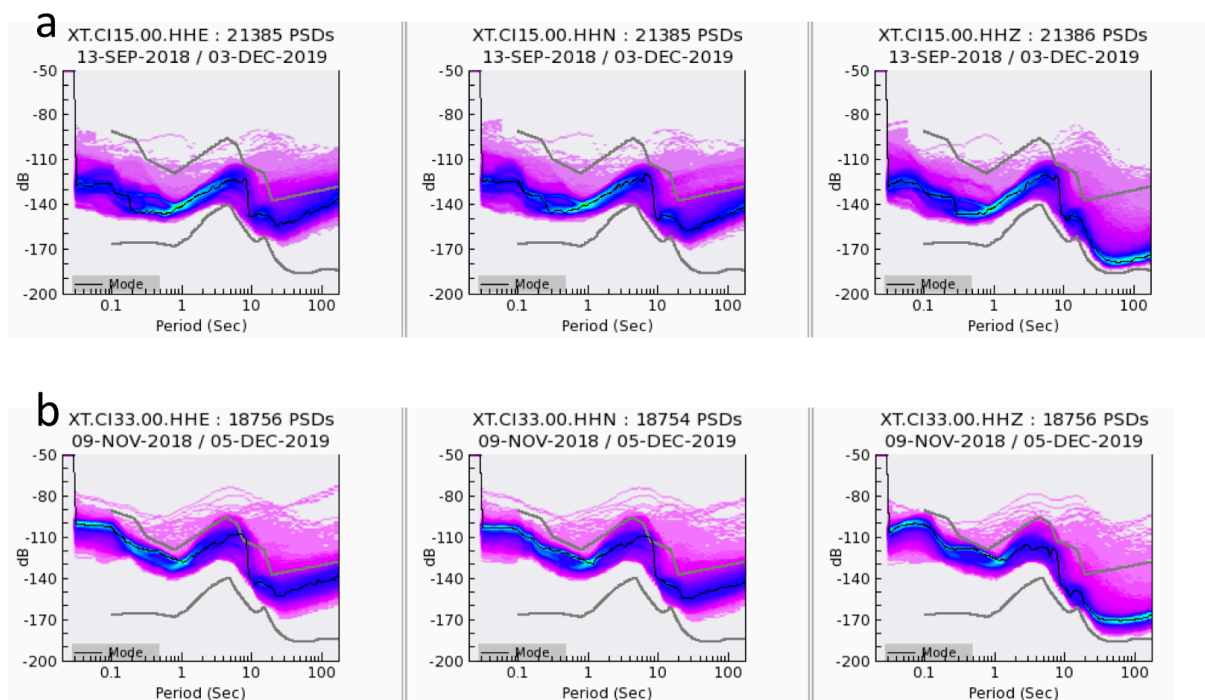 a
XT.CI15.00.HHE : 21385 PSDs
13-SEP-2018 / 03-DEC-2019
-50
-80
-110
-140
-170
-200
dB
Mode
0.1 1 10 100
Period (Sec)
XT.CI15.00.HHN : 21385 PSDs
13-SEP-2018 / 03-DEC-2019
-50
-80
-110
-140
-170
-200
dB
Mode
0.1 1 10 100
Period (Sec)
XT.CI15.00.HHZ : 21386 PSDs
13-SEP-2018 / 03-DEC-2019
-50
-80
-110
-140
-170
-200
dB
Mode
0.1 1 10 100
Period (Sec)
b
XT.CI33.00.HHE : 18756 PSDs
09-NOV-2018 / 05-DEC-2019
-50
-80
-110
-140
-170
-200
dB
Mode
0.1 1 10 100
Period (Sec)
XT.CI33.00.HHN : 18754 PSDs
09-NOV-2018 / 05-DEC-2019
-50
-80
-110
-140
-170
-200
dB
Mode
0.1 1 10 100
Period (Sec)
XT.CI33.00.HHZ : 18756 PSDs
09-NOV-2018 / 05-DEC-2019
-50
-80
-110
-140
-170
-200
dB
Mode
0.1 1 10 100
Period (Sec)